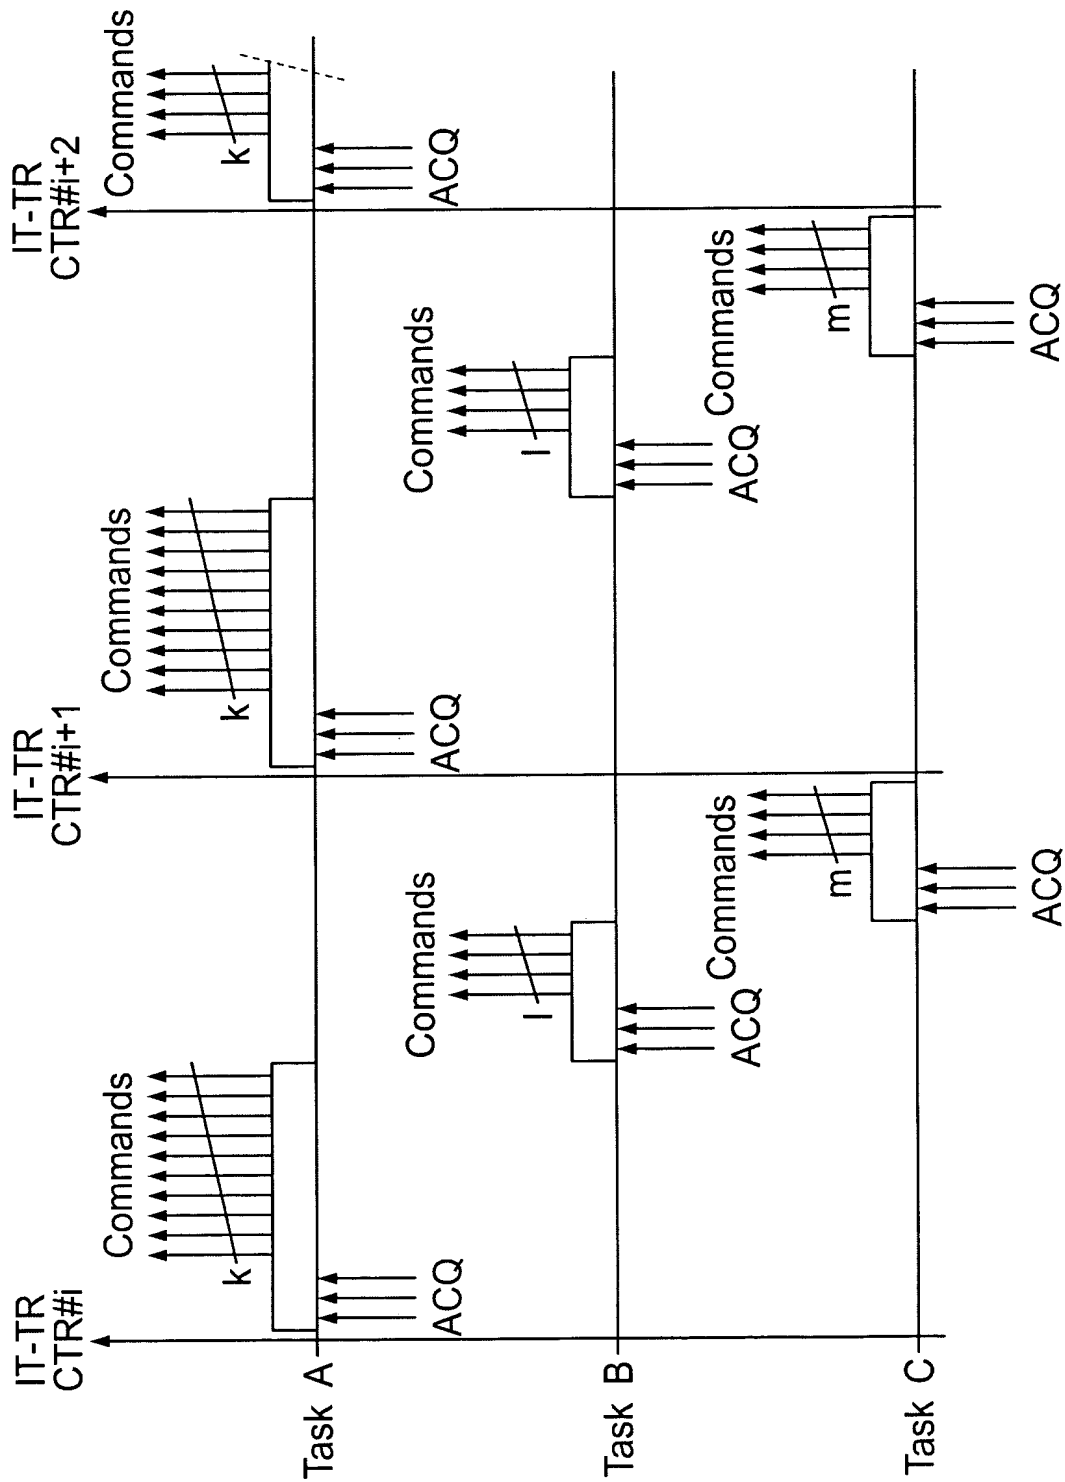 IT-TR
CTR#i
IT-TR
CTR#i+1
IT-TR
CTR#i+2
Commands
Commands
Commands
k
k
k
Task A
ACQ
ACQ
ACQ
Commands
Commands
l
l
Task B
ACQ
ACQ
Commands
Commands
m
m
Task C
ACQ
ACQ